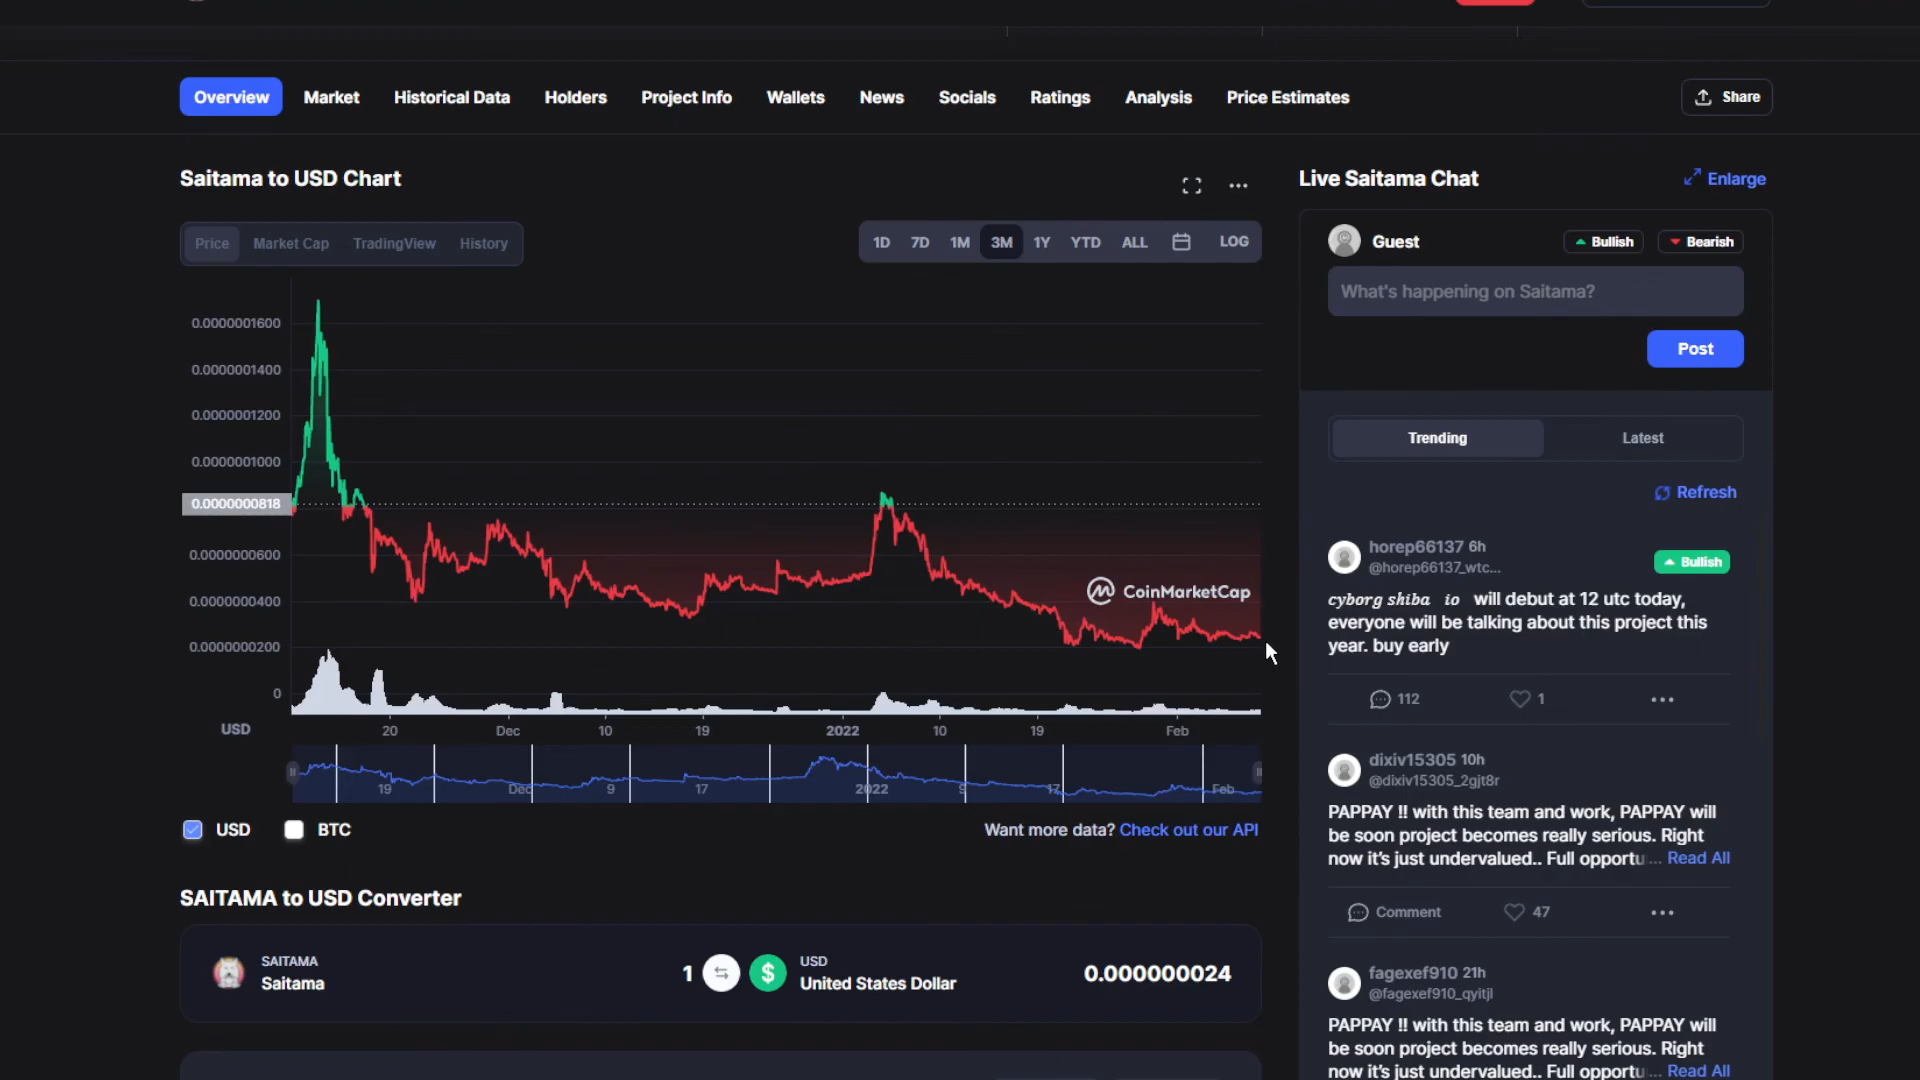 Overview Market Historical Data Holders Project Info Wallets News Socials Ratings Analysis Price Estimates Share
Saitama to USD Chart
Price Market Cap TradingView History
1D 7D 1M 3M 1Y YTD ALL LOG
0.0000001600
0.0000001400
0.0000001200
0.0000001000
0.0000000818
0.0000000600
0.0000000400
0.0000000200
0
CoinMarketCap
USD 20 Dec 10 19 2022 10 19 Feb
19 Dec 9 17 2022 9 17 Feb
USD BTC
Want more data? Check out our API
SAITAMA to USD Converter
SAITAMA
Saitama
1
$
USD
United States Dollar
0.000000024
Live Saitama Chat
Enlarge
Guest
Bullish
Bearish
What's happening on Saitama?
Post
Trending Latest
Refresh
horep66137 6h
@horep66137_wtc...
Bullish
cyborg shiba io will debut at 12 utc today,
everyone will be talking about this project this
year. buy early
112 1
dixiv15305 10h
@dixiv15305_2gjt8r
PAPPAY !! with this team and work, PAPPAY will
be soon project becomes really serious. Right
now it's just undervalued.. Full opportu... Read All
Comment 47
fagexef910 21h
@fagexef910_qyitjl
PAPPAY !! with this team and work, PAPPAY will
be soon project becomes really serious. Right
now it's just undervalued.. Full opportu... Read All